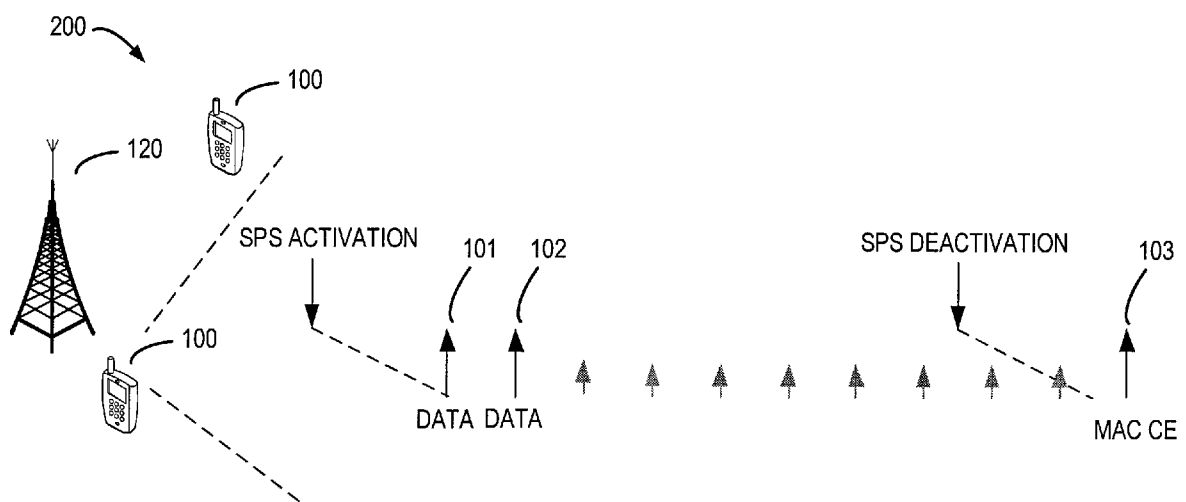 200
100
120
SPS ACTIVATION
101
102
SPS DEACTIVATION
103
100
DATA DATA
MAC CE